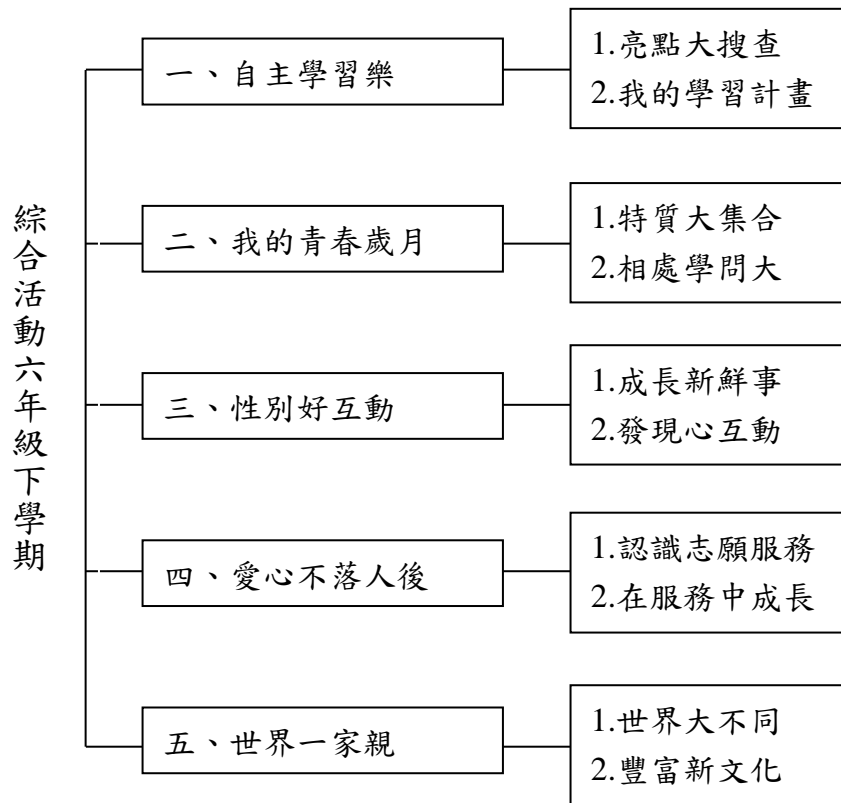 綜合活動六年級下學期
一、自主學習樂
1.亮點大搜查
2.我的學習計畫
二、我的青春歲月
1.特質大集合
2.相處學問大
三、性別好互動
1.成長新鮮事
2.發現心互動
四、愛心不落人後
1.認識志願服務
2.在服務中成長
五、世界一家親
1.世界大不同
2.豐富新文化